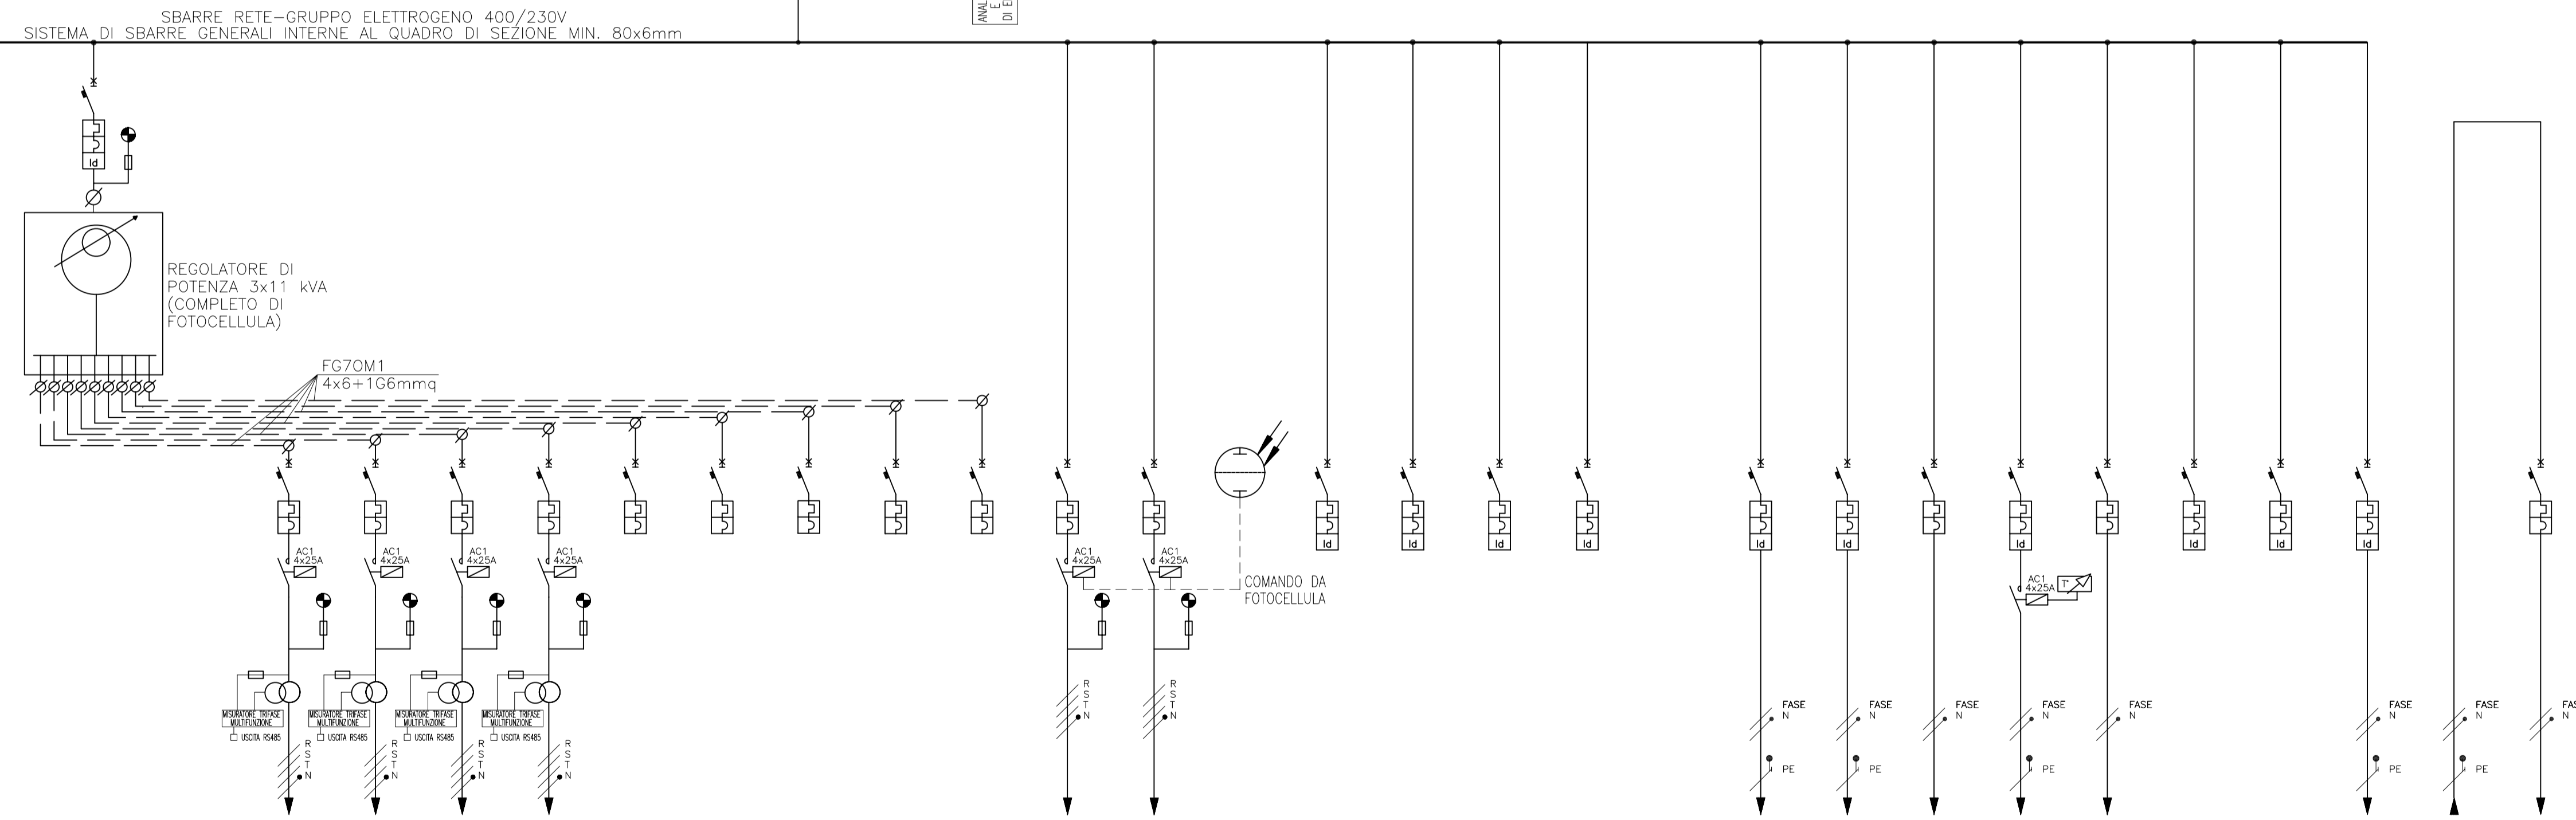 SBARRE RETE-GRUPPO ELETTROGENO 400/230V
SISTEMA DI SBARRE GENERALI INTERNE AL QUADRO DI SEZIONE MIN. 80x6mm
E
DI
Id
REGOLATORE DI
POTENZA 3x11 kVA
(COMPLETO DI
FOTOCELLULA)
FG7OM1
4x6+1G6mmq
Id
Id
Id
Id
Id
Id
Id
Id
Id
Id
AC1
4x25A
AC1
4x25A
AC1
4x25A
AC1
4x25A
AC1
4x25A
AC1
4x25A
COMANDO DA
FOTOCELLULA
AC1
4x25A
T°
MISURATORE TRIFASE
MULTIFUNZIONE
USCITA RS485
MISURATORE TRIFASE
MULTIFUNZIONE
USCITA RS485
MISURATORE TRIFASE
MULTIFUNZIONE
USCITA RS485
MISURATORE TRIFASE
MULTIFUNZIONE
USCITA RS485
R
S
T
N
R
S
T
N
R
S
T
N
R
S
T
N
R
S
T
N
R
S
T
N
FASE
N
PE
FASE
N
PE
FASE
N
FASE
N
PE
FASE
N
FASE
N
PE
FASE
N
PE
N